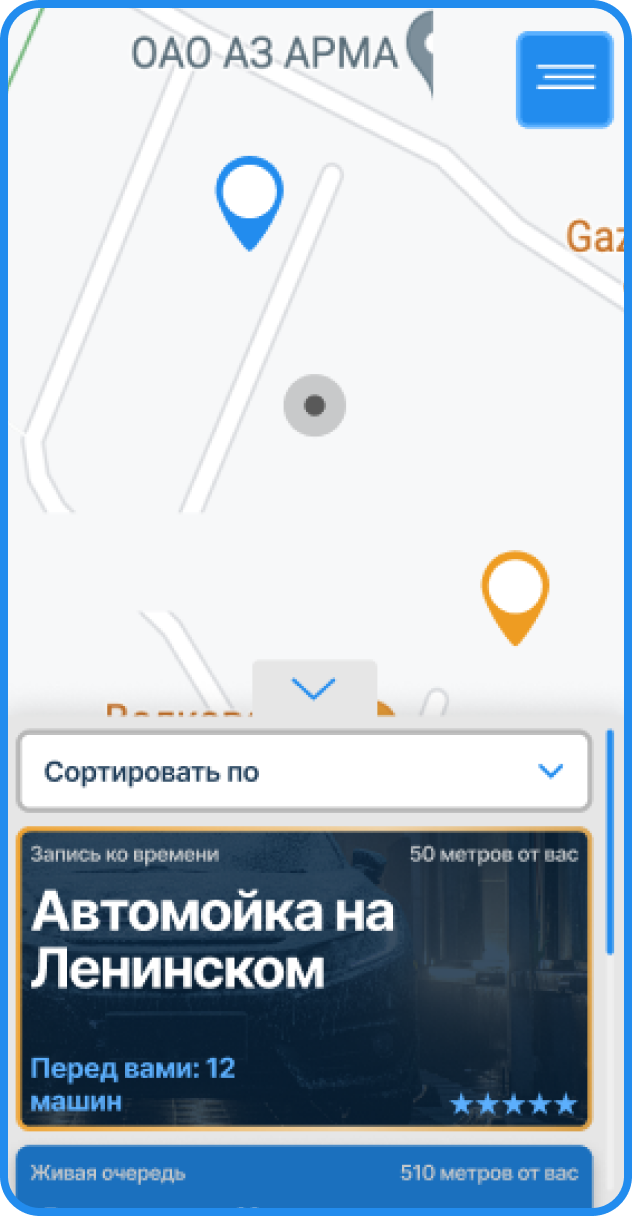 ОАО АЗ АРМА
Gaz
Сортировать по
Запись ко времени
50 метров от вас
Автомойка на
Ленинском
Перед вами: 12
машин
Живая очередь
510 метров от вас